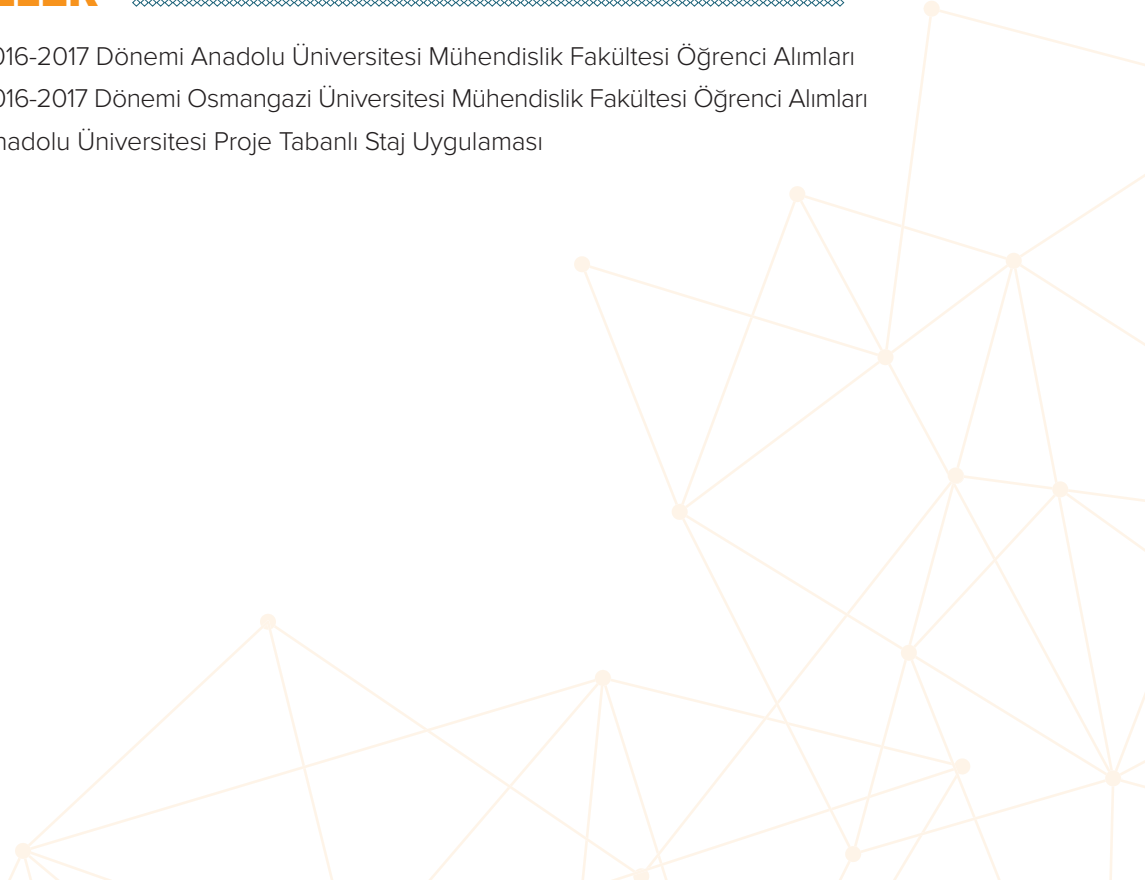 016-2017 Dönemi Anadolu Üniversitesi Mühendislik Fakültesi Öğrenci Alımları
016-2017 Dönemi Osmangazi Üniversitesi Mühendislik Fakültesi Öğrenci Alımları
nadolu Üniversitesi Proje Tabanlı Staj Uygulaması